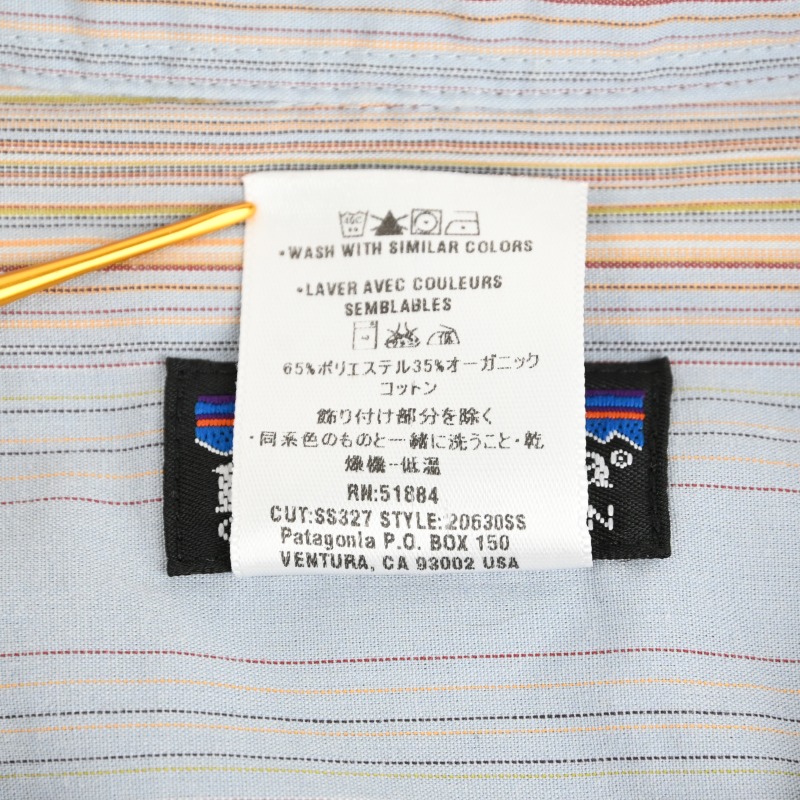 •WASH WITH SIMILAR COLORS
•LAVER AVEC COULEURS
SEMBLABLES
65%ポリエステル35%オーガニック
コットン
飾り付け部分を除く
・同系色のものと一緒に洗うこと・乾
燥機-低温
RN:51884
CUT:SS327 STYLE:20630SS
Patagonia P.O. BOX 150
VENTURA, CA 93002 USA